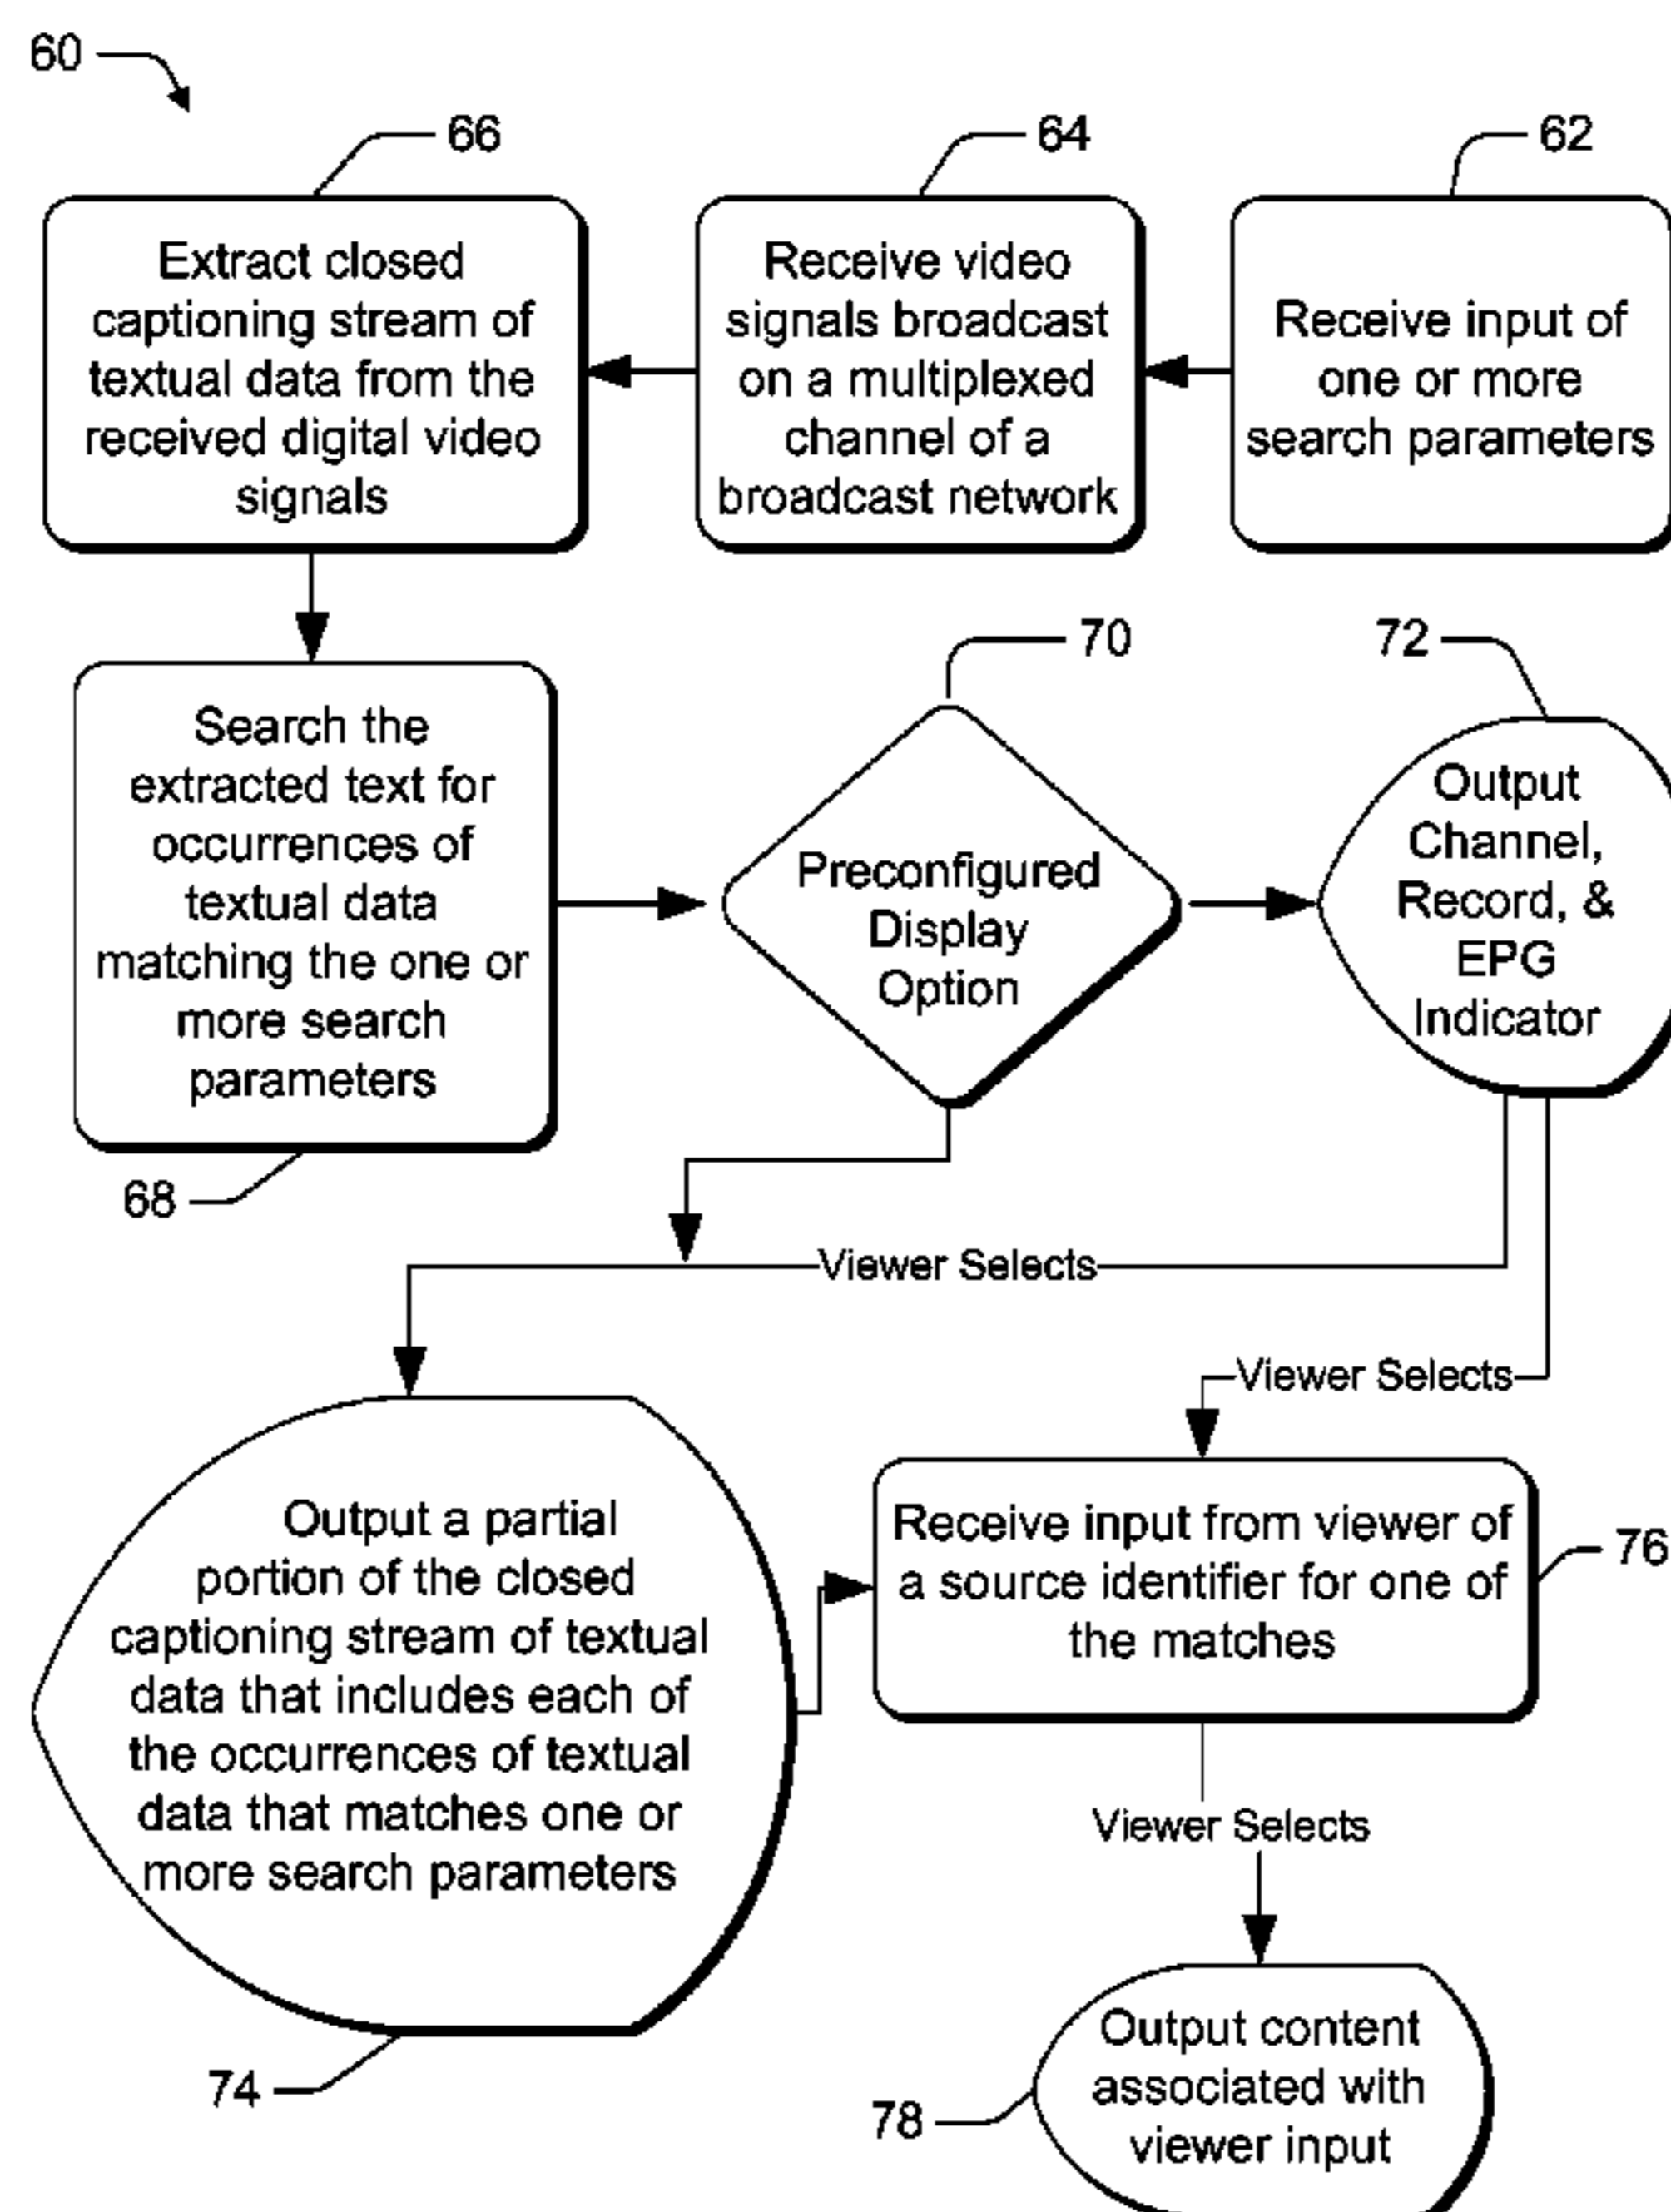 60
66
64
62
Extract closed
captioning stream of
textual data from the
received digital video
signals
Receive video
signals broadcast
on a multiplexed
channel of a
broadcast network
Receive input of
one or more
search parameters
70
72
Search the
extracted text for
occurrences of
textual data
matching the one or
more search
parameters
68
Preconfigured
Display
Option
Output
Channel,
Record, &
EPG
Indicator
Viewer Selects
Viewer Selects
Output a partial
portion of the closed
captioning stream of textual
data that includes each of
the occurrences of textual
data that matches one or
more search parameters
74
Receive input from viewer of
a source identifier for one of
the matches
76
Viewer Selects
Output content
associated with
viewer input
78